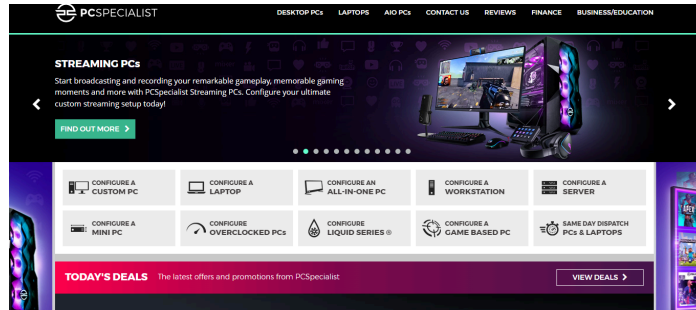 PCSPECIALIST
DESKTOP PCs LAPTOPS AIO PCs CONTACT US REVIEWS FINANCE BUSINESS/EDUCATION
STREAMING PCs
Start broadcasting and recording your remarkable gameplay, memorable gaming
moments and more with PCSpecialist Streaming PCs. Configure your ultimate
custom streaming setup today!
FIND OUT MORE
CONFIGURE A
CUSTOM PC
CONFIGURE A
LAPTOP
CONFIGURE AN
ALL-IN-ONE PC
CONFIGURE A
WORKSTATION
CONFIGURE A
SERVER
CONFIGURE A
MINI PC
CONFIGURE
OVERCLOCKED PCs
CONFIGURE
LIQUID SERIES ®
CONFIGURE A
GAME BASED PC
SAME DAY DISPATCH
PCs & LAPTOPS
TODAY'S DEALS The latest offers and promotions from PCSpecialist
VIEW DEALS